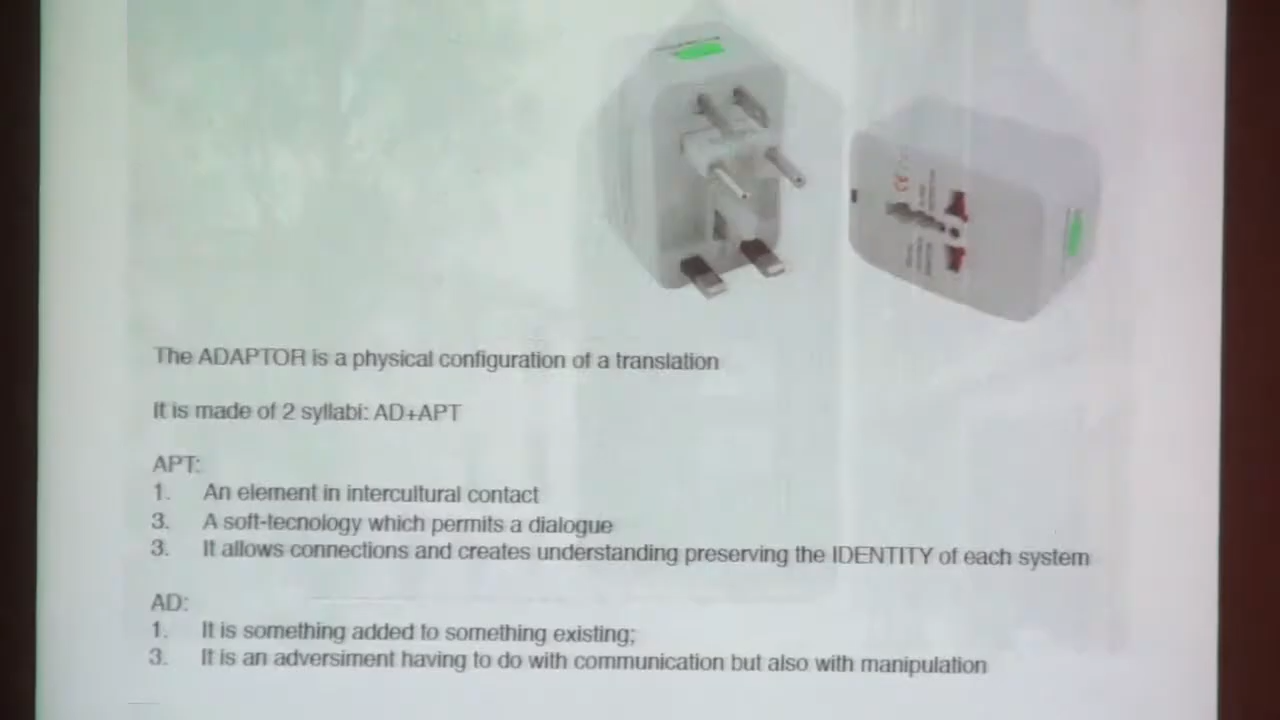 The ADAPTOR is a physical configuration of a translation
It is made of 2 syllabi: AD+APT
APT:
1. An element in intercultural contact
3. A soft-tecnology which permits a dialogue
3. It allows connections and creates understanding preserving the IDENTITY of each system
AD:
1. It is something added to something existing;
3. It is an adversiment having to do with communication but also with manipulation